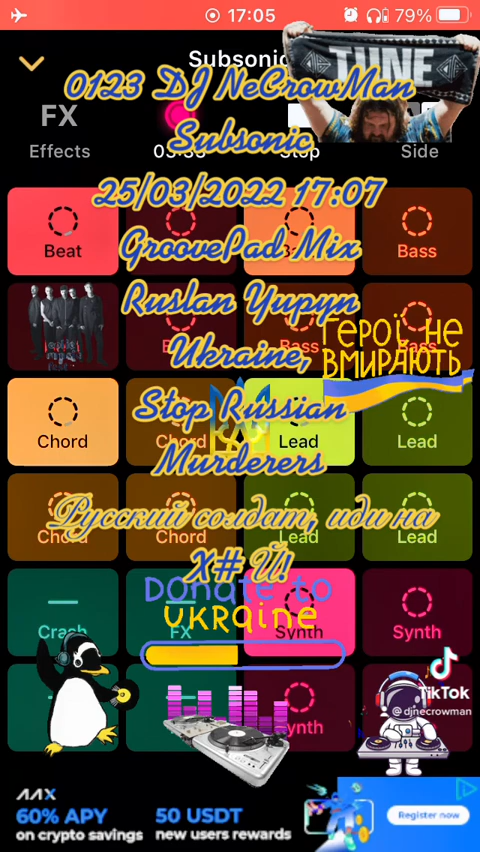 17:05
79%
Subsonic
TUNE
0123 DJ NeCrowMan
Subsonic
25/03/2022 17:07
GroovePad Mix
Ruslan Yupyn
Ukraine,
Stop Russian
Murderers
Русский солдат, иди на
Х# Й!
FX
Effects
Stop
Side
Beat
Bass
ГЕРОЇ НЕ
ВМИРАЮТЬ
Bass
Chord
Chord
Lead
Lead
Chord
Chord
Lead
Lead
Donate to
Ukraine
Crash
FX
Synth
Synth
Synth
TikTok
@djnecrowman
AAX
60% APY
on crypto savings
50 USDT
new users rewards
Register now